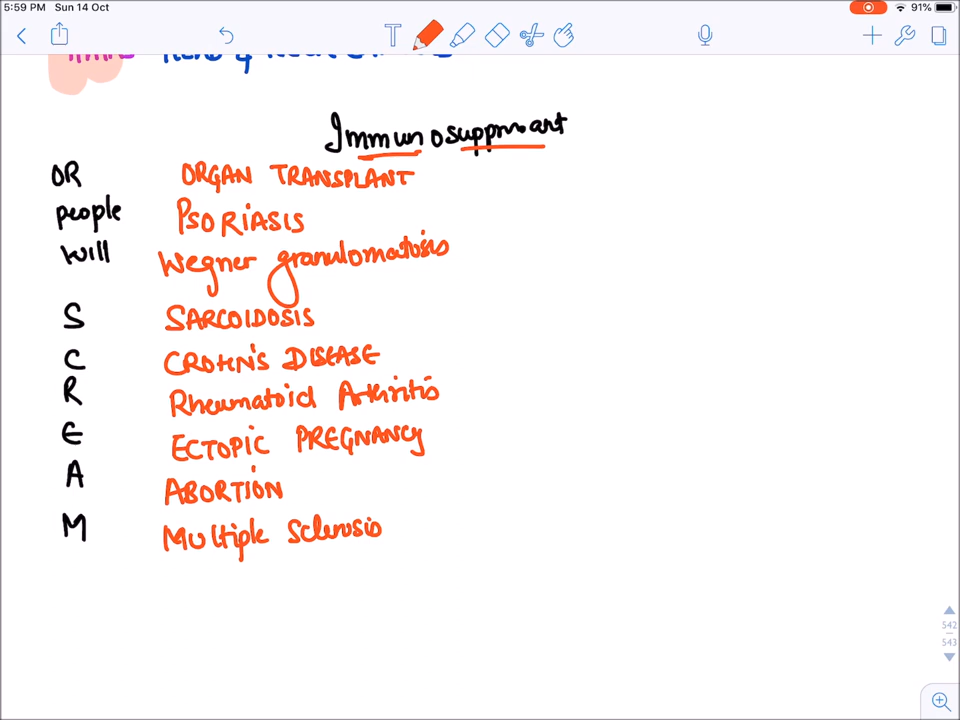 5:59 PM Sun 14 Oct 91%
T
Immunosuppressant
OR ORGAN TRANSPLANT
people PSORIASIS
will Wegner granulomatosis
S SARCOIDOSIS
C CROHN'S DISEASE
R Rheumatoid Arthritis
E ECTOPIC PREGNANCY
A ABORTION
M Multiple Sclerosis
542
543